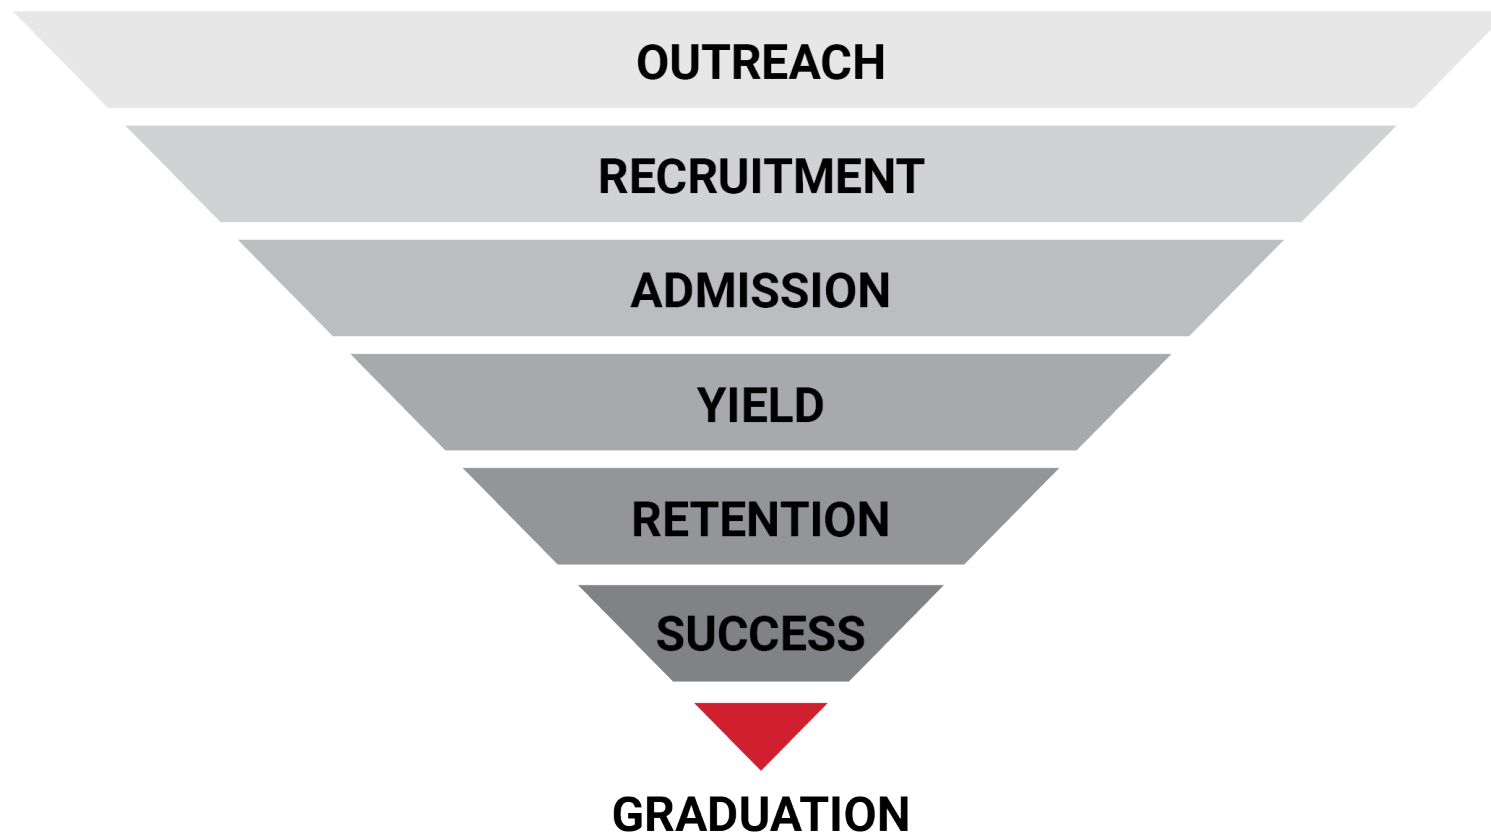 OUTREACH
RECRUITMENT
ADMISSION
YIELD
RETENTION
SUCCESS
GRADUATION